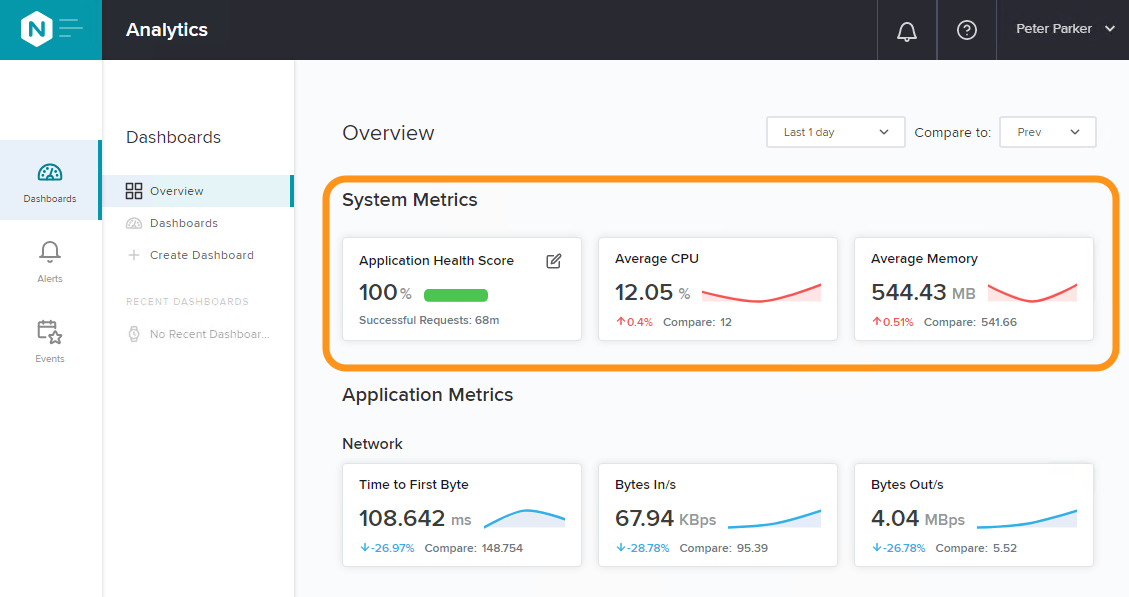 N
Analytics
Peter Parker
Dashboards
Alerts
Events
Dashboards
Overview
Dashboards
Create Dashboard
RECENT DASHBOARDS
No Recent Dashboar...
Overview
Last 1 day
Compare to:
Prev
System Metrics
Application Health Score
100%
Successful Requests: 68m
Average CPU
12.05 %
0.4% Compare: 12
Average Memory
544.43 MB
0.51% Compare: 541.66
Application Metrics
Network
Time to First Byte
108.642 ms
-26.97% Compare: 148.754
Bytes In/s
67.94 KBps
-28.78% Compare: 95.39
Bytes Out/s
4.04 MBps
-26.78% Compare: 5.52